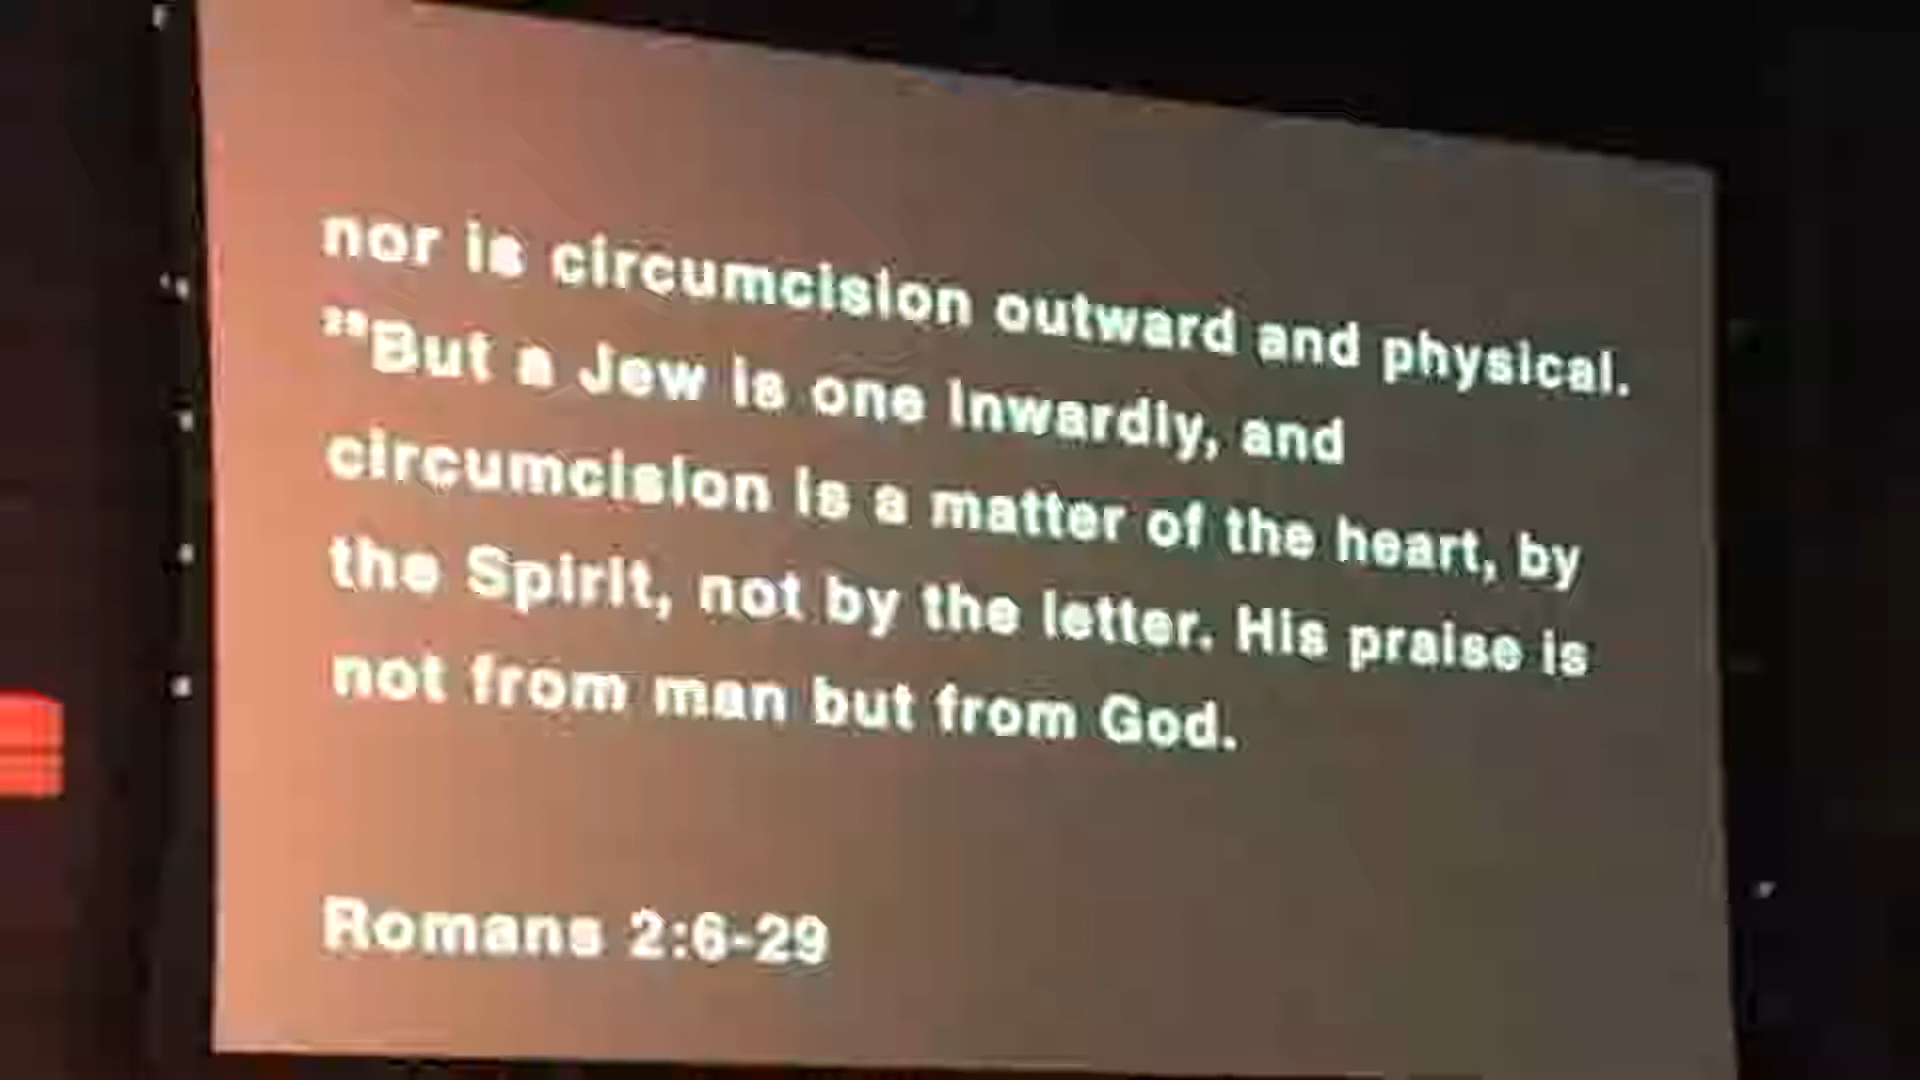 nor is circumcision outward and physical.
²⁹But a Jew is one inwardly, and
circumcision is a matter of the heart, by
the Spirit, not by the letter. His praise is
not from man but from God.
Romans 2:6-29